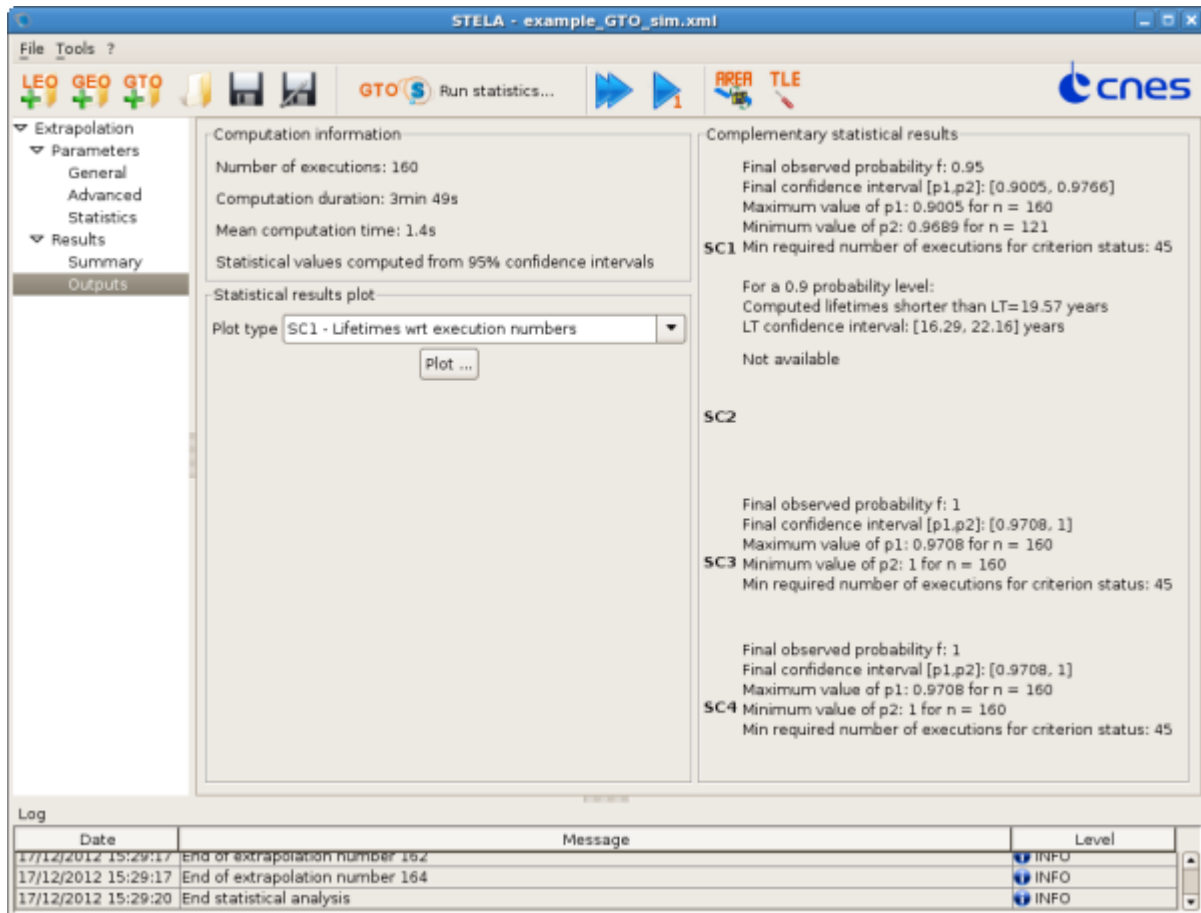 STELA - example_GTO_sim.xml
File Tools ?
LEO GEO GTO GTO S Run statistics... 1 AREA TLE cnes
Extrapolation
Parameters
General
Advanced
Statistics
Results
Summary
Outputs
Computation information
Number of executions: 160
Computation duration: 3min 49s
Mean computation time: 1.4s
Statistical values computed from 95% confidence intervals
Statistical results plot
Plot type SC1 - Lifetimes wrt execution numbers
Plot ...
Complementary statistical results
Final observed probability f: 0.95
Final confidence interval [p1,p2]: [0.9005, 0.9766]
Maximum value of p1: 0.9005 for n = 160
Minimum value of p2: 0.9689 for n = 121
SC1 Min required number of executions for criterion status: 45
For a 0.9 probability level:
Computed lifetimes shorter than LT=19.57 years
LT confidence interval: [16.29, 22.16] years
Not available
SC2
Final observed probability f: 1
Final confidence interval [p1,p2]: [0.9708, 1]
Maximum value of p1: 0.9708 for n = 160
SC3 Minimum value of p2: 1 for n = 160
Min required number of executions for criterion status: 45
Final observed probability f: 1
Final confidence interval [p1,p2]: [0.9708, 1]
Maximum value of p1: 0.9708 for n = 160
SC4 Minimum value of p2: 1 for n = 160
Min required number of executions for criterion status: 45
Log
Date Message Level
17/12/2012 15:29:17 End of extrapolation number 162 INFO
17/12/2012 15:29:17 End of extrapolation number 164 INFO
17/12/2012 15:29:20 End statistical analysis INFO